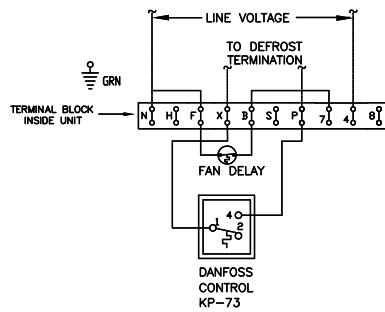 LINE VOLTAGE
TO DEFROST
TERMINATION
GRN
TERMINAL BLOCK
INSIDE UNIT
N H F X B S P 7 4 8
FAN DELAY
4
1 2
DANFOSS
CONTROL
KP-73